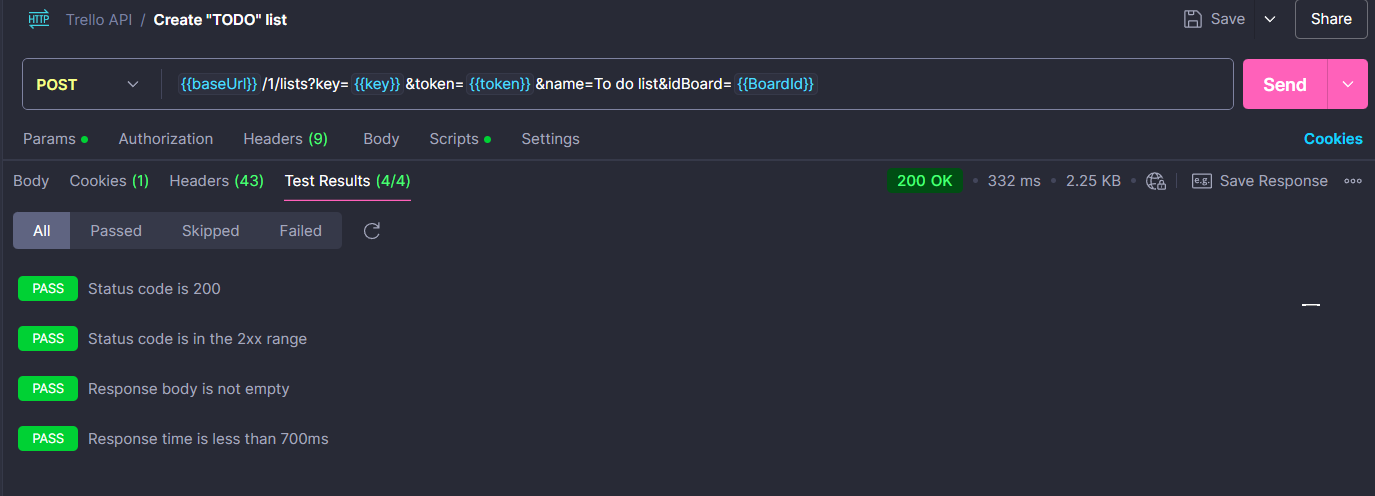 HTTP Trello API / Create "TODO" list Save Share
POST {{baseUrl}} /1/lists?key= {{key}} &token= {{token}} &name=To do list&idBoard= {{BoardId}} Send
Params Authorization Headers (9) Body Scripts Settings Cookies
Body Cookies (1) Headers (43) Test Results (4/4) 200 OK • 332 ms • 2.25 KB • e.g. Save Response
All Passed Skipped Failed
PASS Status code is 200
PASS Status code is in the 2xx range
PASS Response body is not empty
PASS Response time is less than 700ms